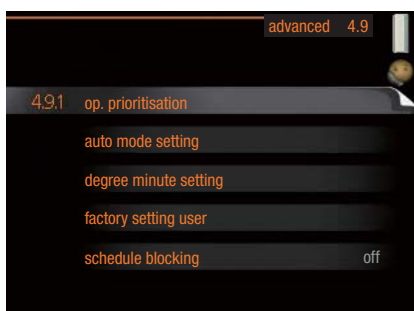 advanced 4.9
4.9.1 op. prioritisation
auto mode setting
degree minute setting
factory setting user
schedule blocking off